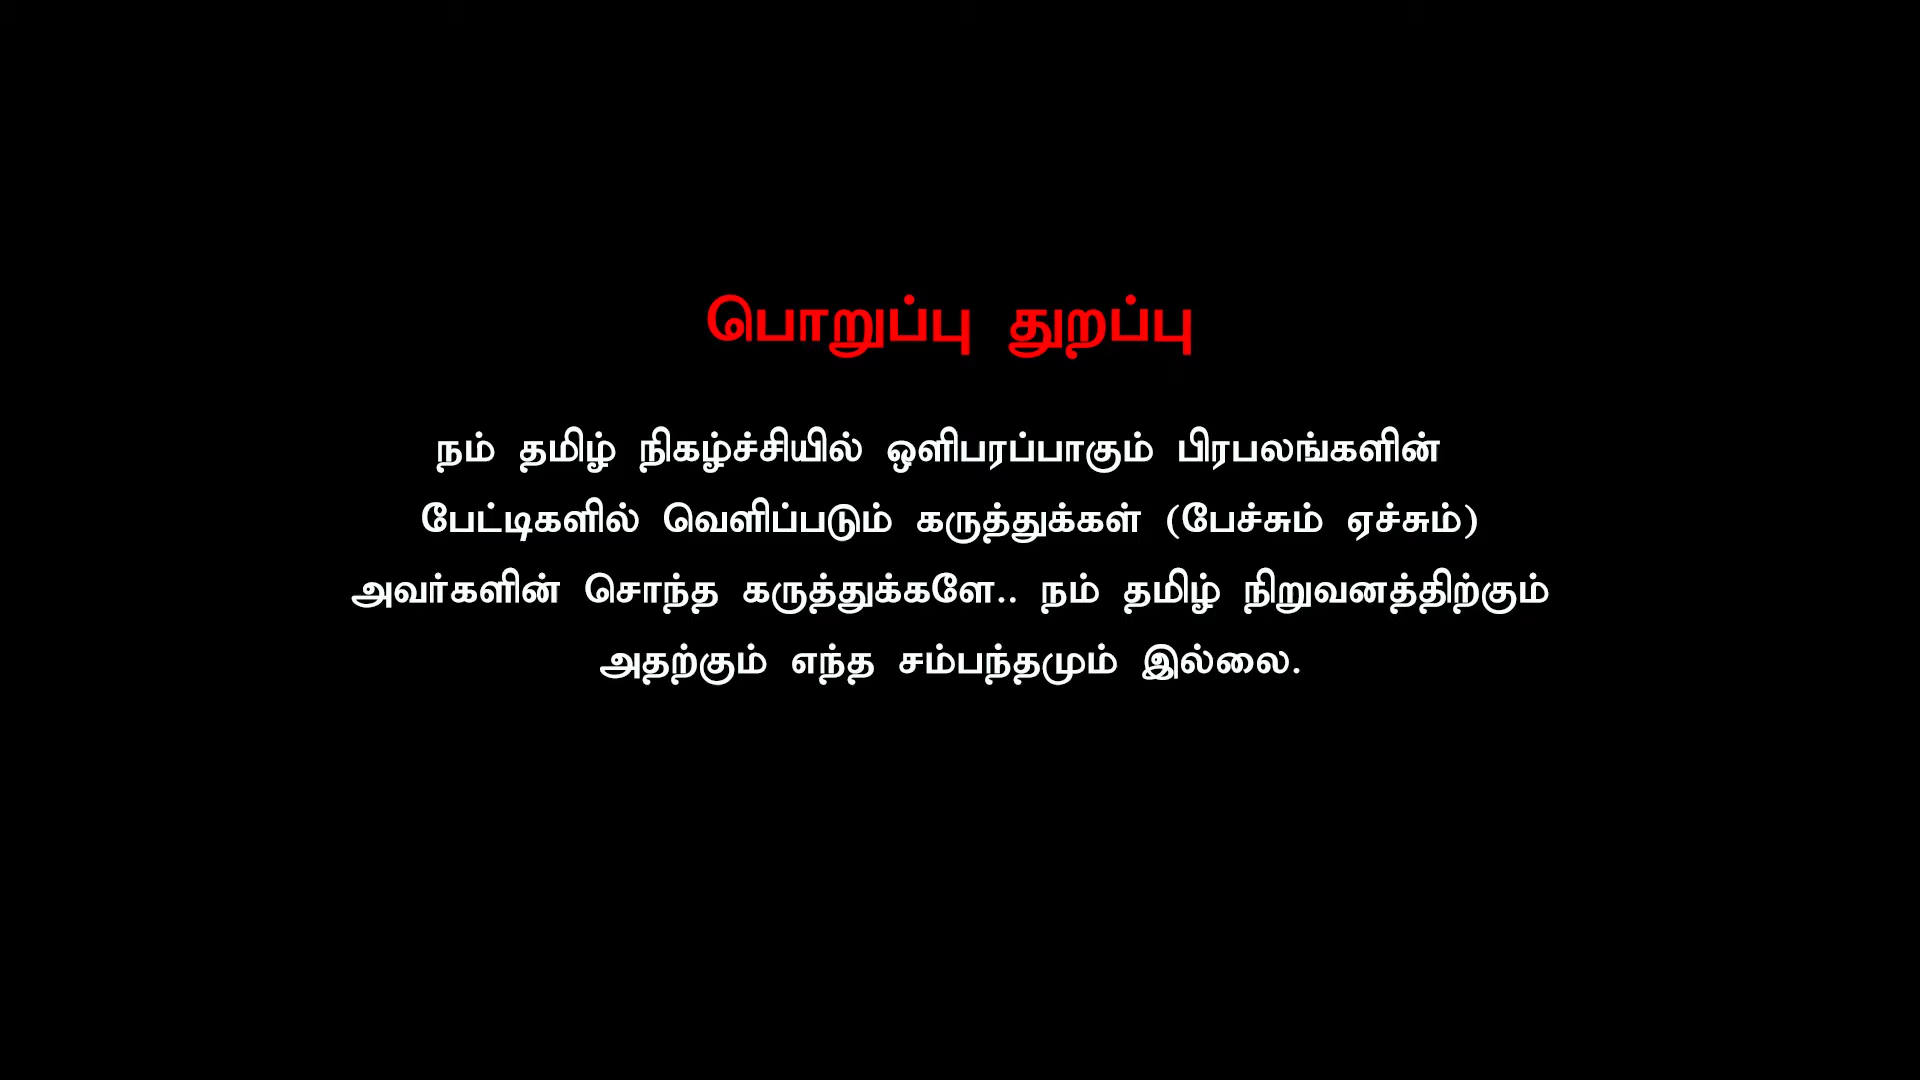 பொறுப்பு துறப்பு
நம் தமிழ் நிகழ்ச்சியில் ஒளிபரப்பாகும் பிரபலங்களின்
பேட்டிகளில் வெளிப்படும் கருத்துக்கள் (பேச்சும் ஏச்சும்)
அவர்களின் சொந்த கருத்துக்களே.. நம் தமிழ் நிறுவனத்திற்கும்
அதற்கும் எந்த சம்பந்தமும் இல்லை.